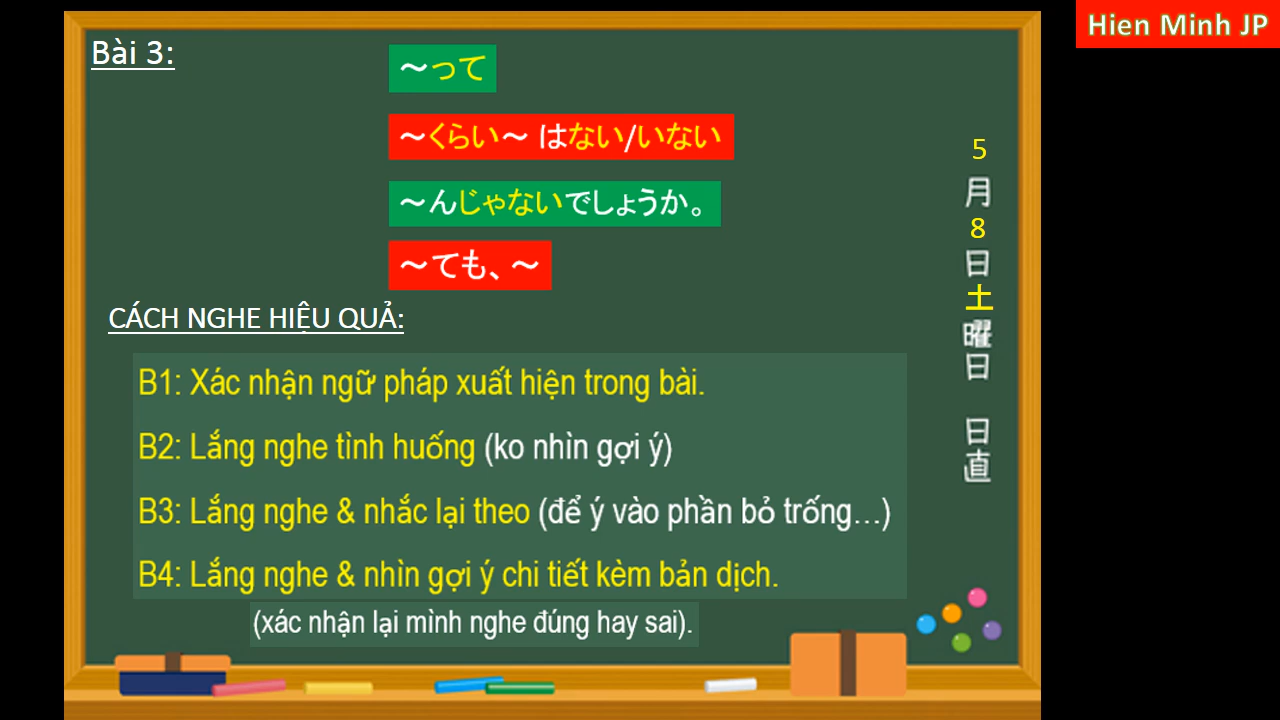 Hien Minh JP
Bài 3:
～って
～くらい～ はない/いない
～んじゃないでしょうか。
～ても、～
CÁCH NGHE HIỆU QUẢ:
B1: Xác nhận ngữ pháp xuất hiện trong bài.
B2: Lắng nghe tình huống (ko nhìn gợi ý)
B3: Lắng nghe & nhắc lại theo (để ý vào phần bỏ trống...)
B4: Lắng nghe & nhìn gợi ý chi tiết kèm bản dịch.
(xác nhận lại mình nghe đúng hay sai).
5月8日土曜日 日直